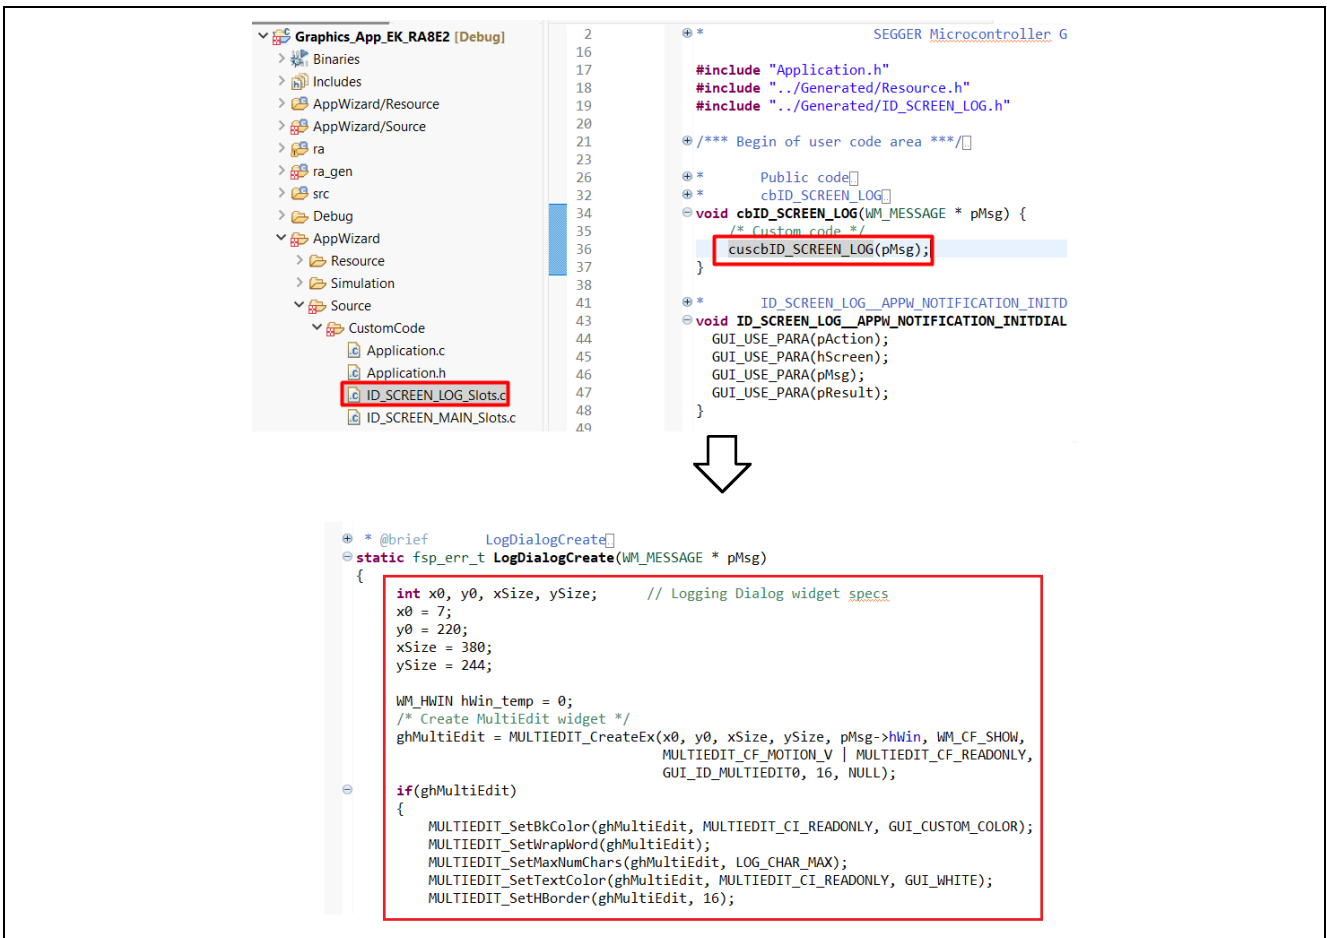 Graphics_App_EK_RA8E2 [Debug]
Binaries
Includes
AppWizard/Resource
AppWizard/Source
ra
ra_gen
src
Debug
AppWizard
Resource
Simulation
Source
CustomCode
Application.c
Application.h
ID_SCREEN_LOG_Slots.c
ID_SCREEN_MAIN_Slots.c
2 * SEGGER Microcontroller G
16
17 #include "Application.h"
18 #include "../Generated/Resource.h"
19 #include "../Generated/ID_SCREEN_LOG.h"
20
21 /*** Begin of user code area ***/
23
26 * Public code
32 * cbID_SCREEN_LOG
34 void cbID_SCREEN_LOG(WM_MESSAGE * pMsg) {
35 /* Custom code */
36 cuscbID_SCREEN_LOG(pMsg);
37 }
38
41 * ID_SCREEN_LOG__APPW_NOTIFICATION_INITD
43 void ID_SCREEN_LOG__APPW_NOTIFICATION_INITDIAL
44 GUI_USE_PARA(pAction);
45 GUI_USE_PARA(hScreen);
46 GUI_USE_PARA(pMsg);
47 GUI_USE_PARA(pResult);
48 }
49
* @brief LogDialogCreate
static fsp_err_t LogDialogCreate(WM_MESSAGE * pMsg)
{
int x0, y0, xSize, ySize; // Logging Dialog widget specs
x0 = 7;
y0 = 220;
xSize = 380;
ySize = 244;
WM_HWIN hWin_temp = 0;
/* Create MultiEdit widget */
ghMultiEdit = MULTIEDIT_CreateEx(x0, y0, xSize, ySize, pMsg->hWin, WM_CF_SHOW,
MULTIEDIT_CF_MOTION_V | MULTIEDIT_CF_READONLY,
GUI_ID_MULTIEDIT0, 16, NULL);
if(ghMultiEdit)
{
MULTIEDIT_SetBkColor(ghMultiEdit, MULTIEDIT_CI_READONLY, GUI_CUSTOM_COLOR);
MULTIEDIT_SetWrapWord(ghMultiEdit);
MULTIEDIT_SetMaxNumChars(ghMultiEdit, LOG_CHAR_MAX);
MULTIEDIT_SetTextColor(ghMultiEdit, MULTIEDIT_CI_READONLY, GUI_WHITE);
MULTIEDIT_SetHBorder(ghMultiEdit, 16);